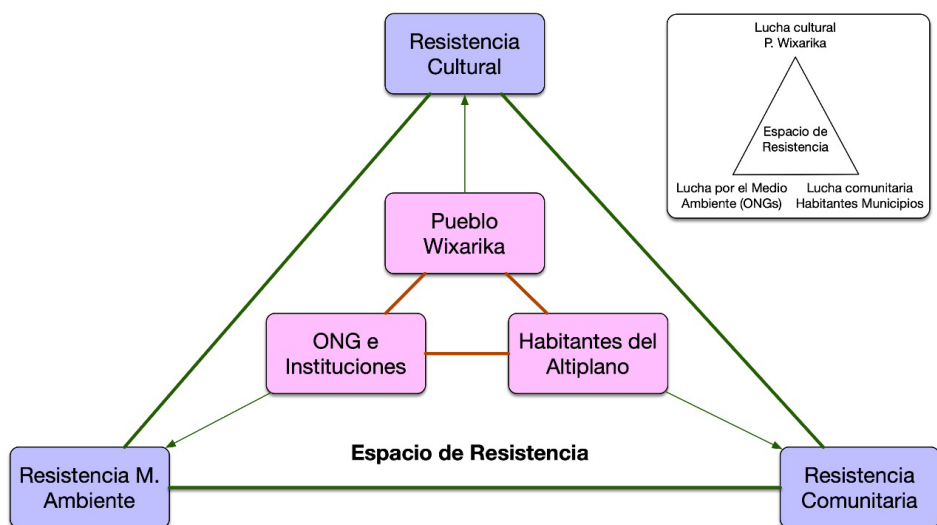 Resistencia
Cultural
Lucha cultural
P. Wixarika
Espacio de
Resistencia
Lucha por el Medio
Ambiente (ONGs)
Lucha comunitaria
Habitantes Municipios
Pueblo
Wixarika
ONG e
Instituciones
Habitantes del
Altiplano
Espacio de Resistencia
Resistencia M.
Ambiente
Resistencia
Comunitaria